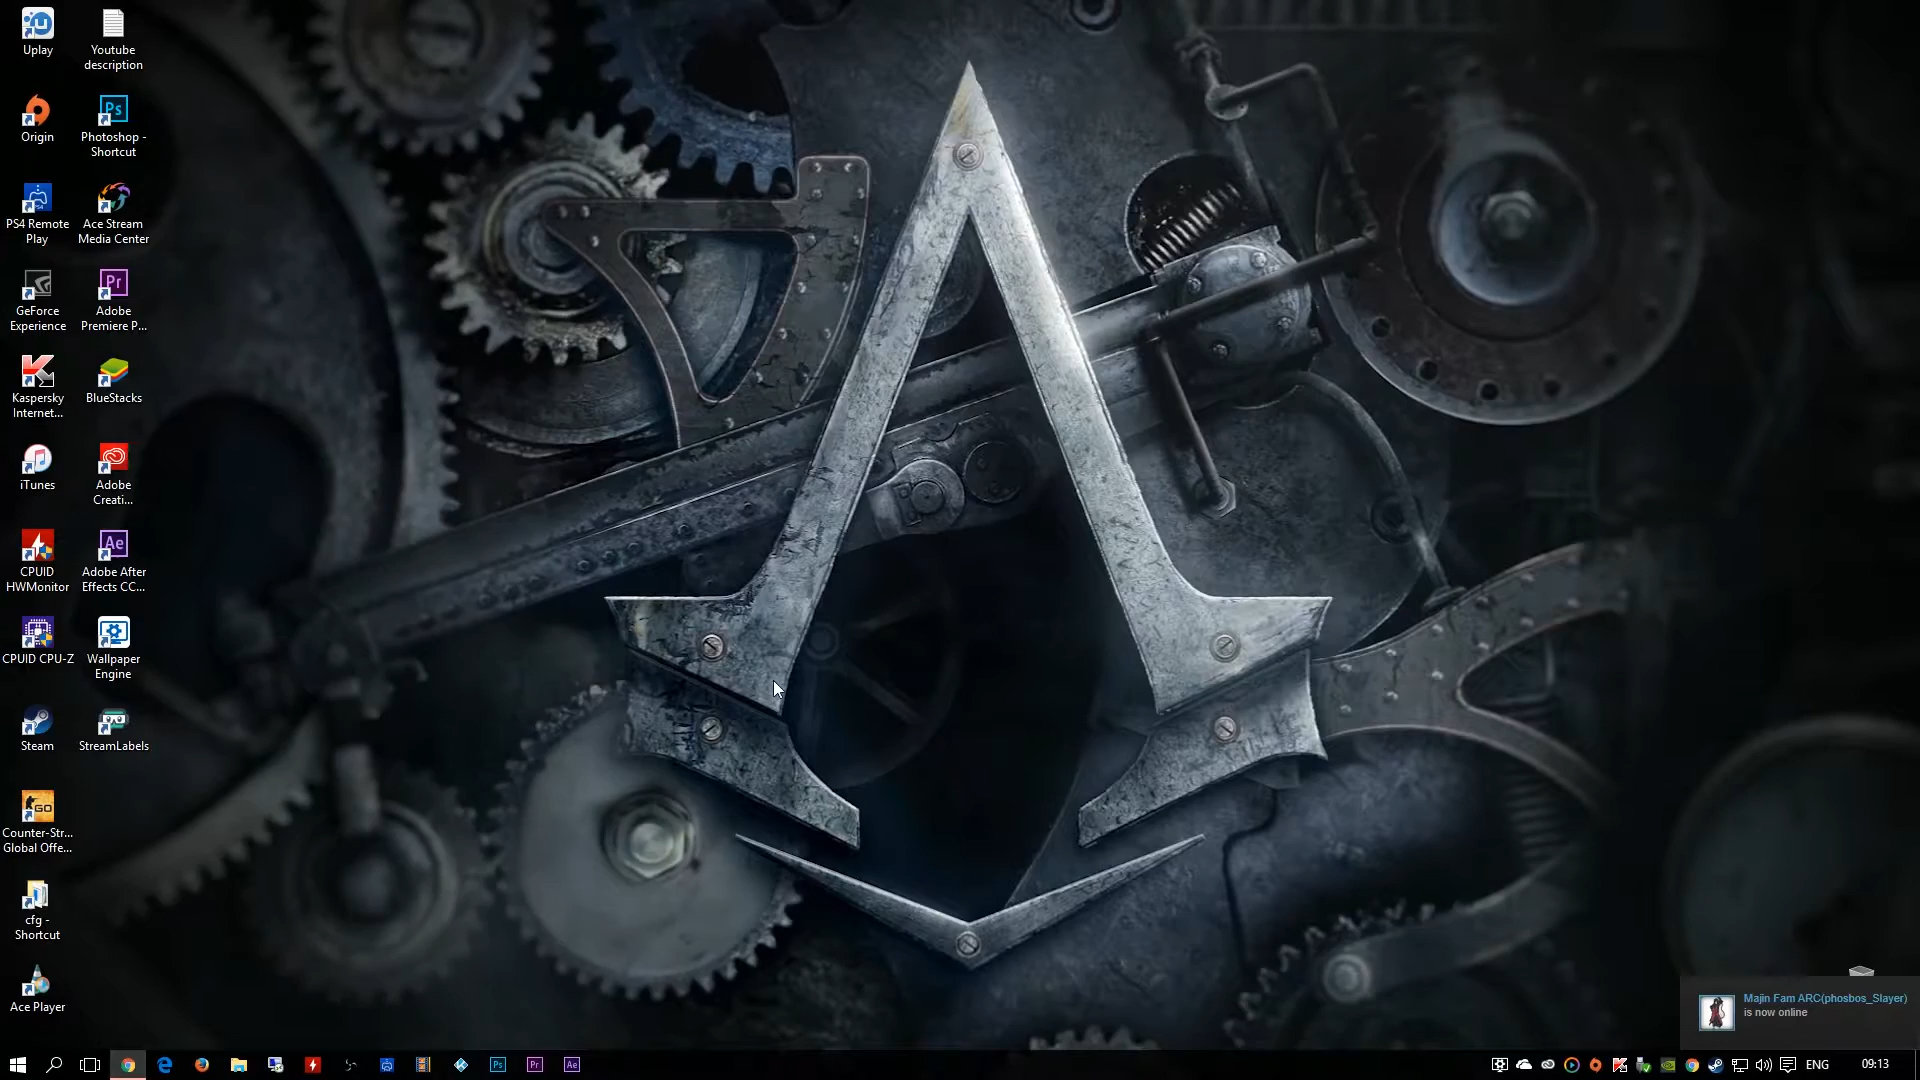 Uplay
Youtube
description
Origin
Photoshop -
Shortcut
PS4 Remote
Play
Ace Stream
Media Center
GeForce
Experience
Adobe
Premiere P...
Kaspersky
Internet...
BlueStacks
iTunes
Adobe
Creati...
CPUID
HWMonitor
Adobe After
Effects CC...
CPUID CPU-Z
Wallpaper
Engine
Steam
StreamLabels
Counter-Str...
Global Offe...
cfg -
Shortcut
Ace Player
Majin Fam ARC(phosbos_Slayer)
is now online
ENG
09:13